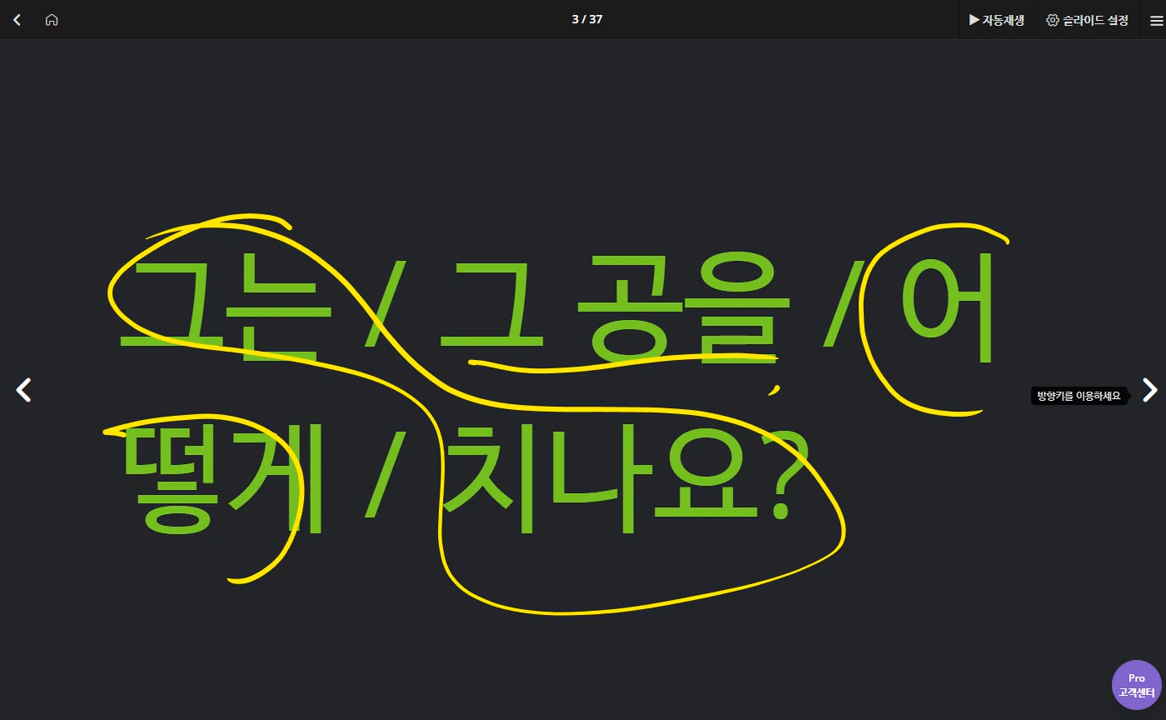 3 / 37
▶ 자동재생
슬라이드 설정
그는 / 그 공을 / 어
떻게 / 치나요?
방향키를 이용하세요
Pro
고객센터